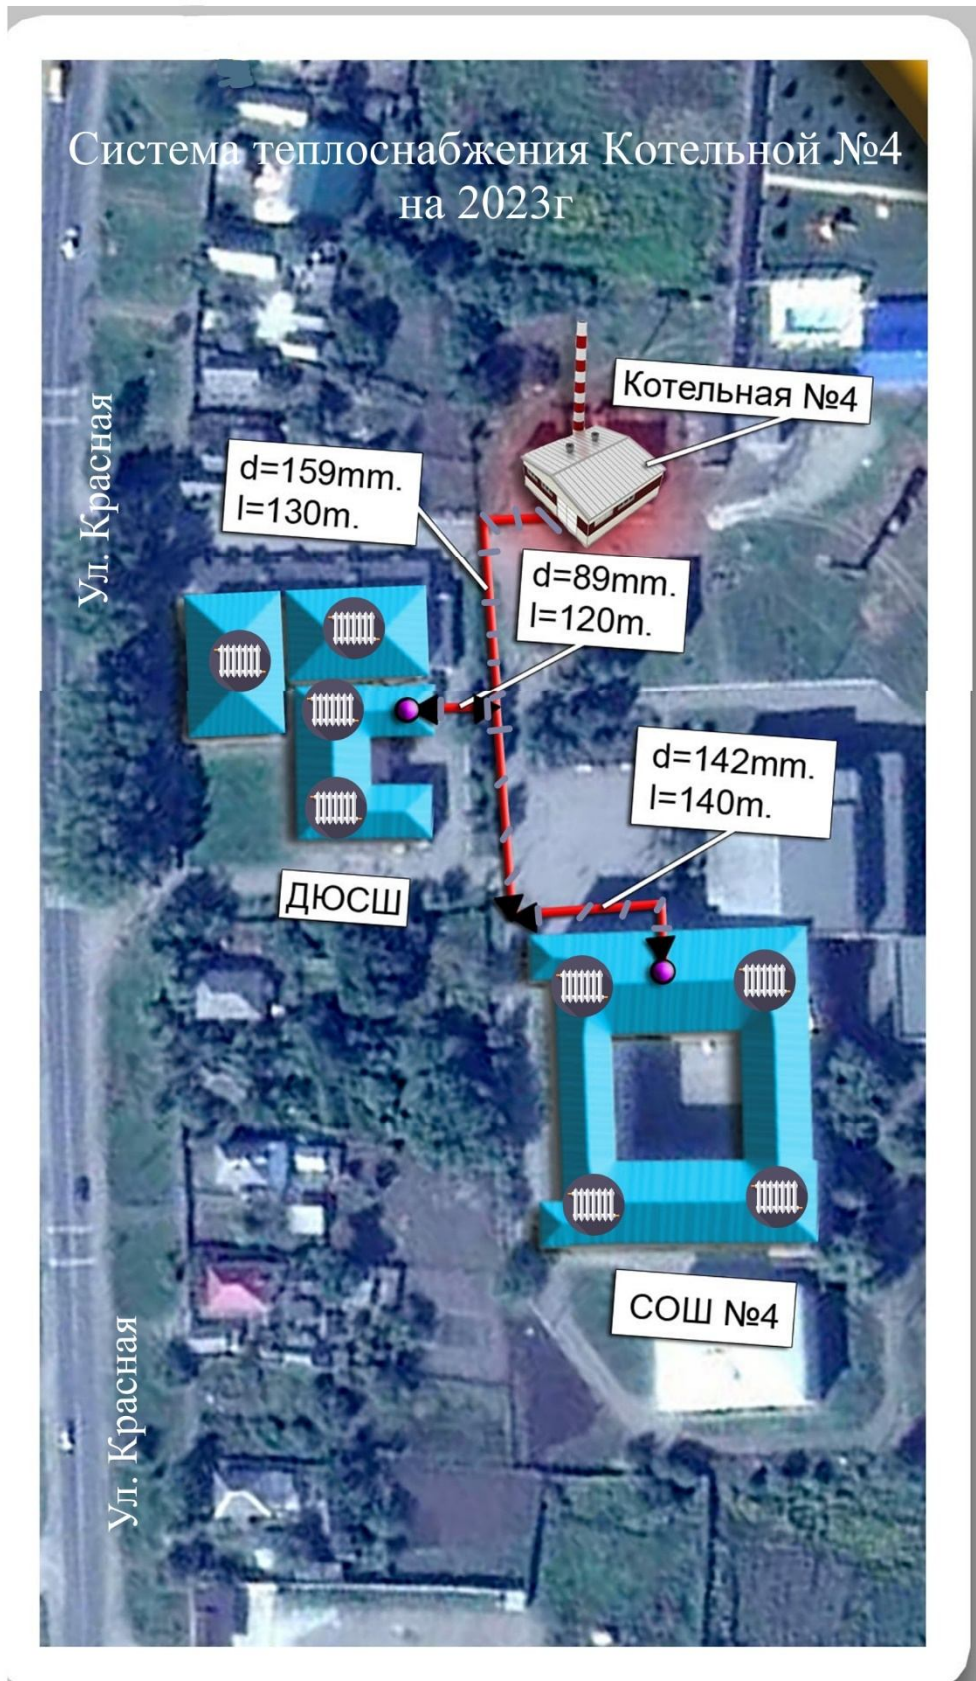 Система теплоснабжения Котельной №4
на 2023г
Котельная №4
Ул. Красная
d=159mm.
l=130m.
d=89mm.
l=120m.
d=142mm.
l=140m.
ДЮСШ
СОШ №4
Ул. Красная